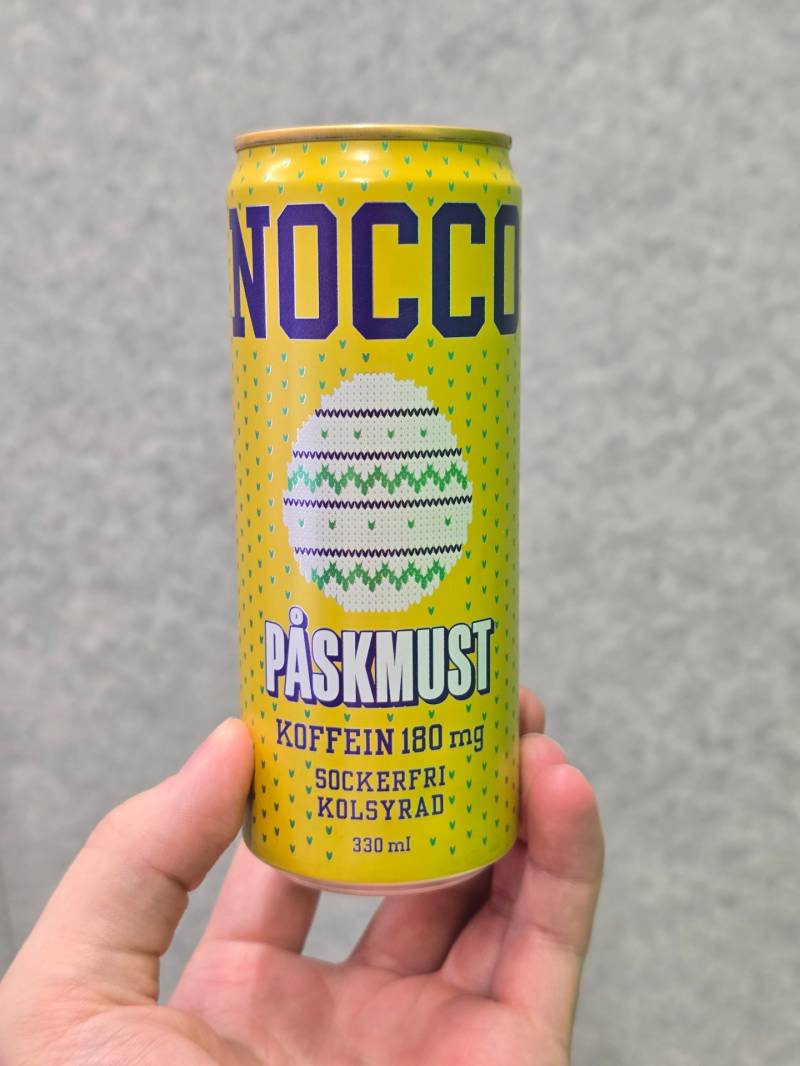 NOCCO
PÅSKMUST
KOFFEIN 180 mg
SOCKERFRI
KOLSYRAD
330 ml